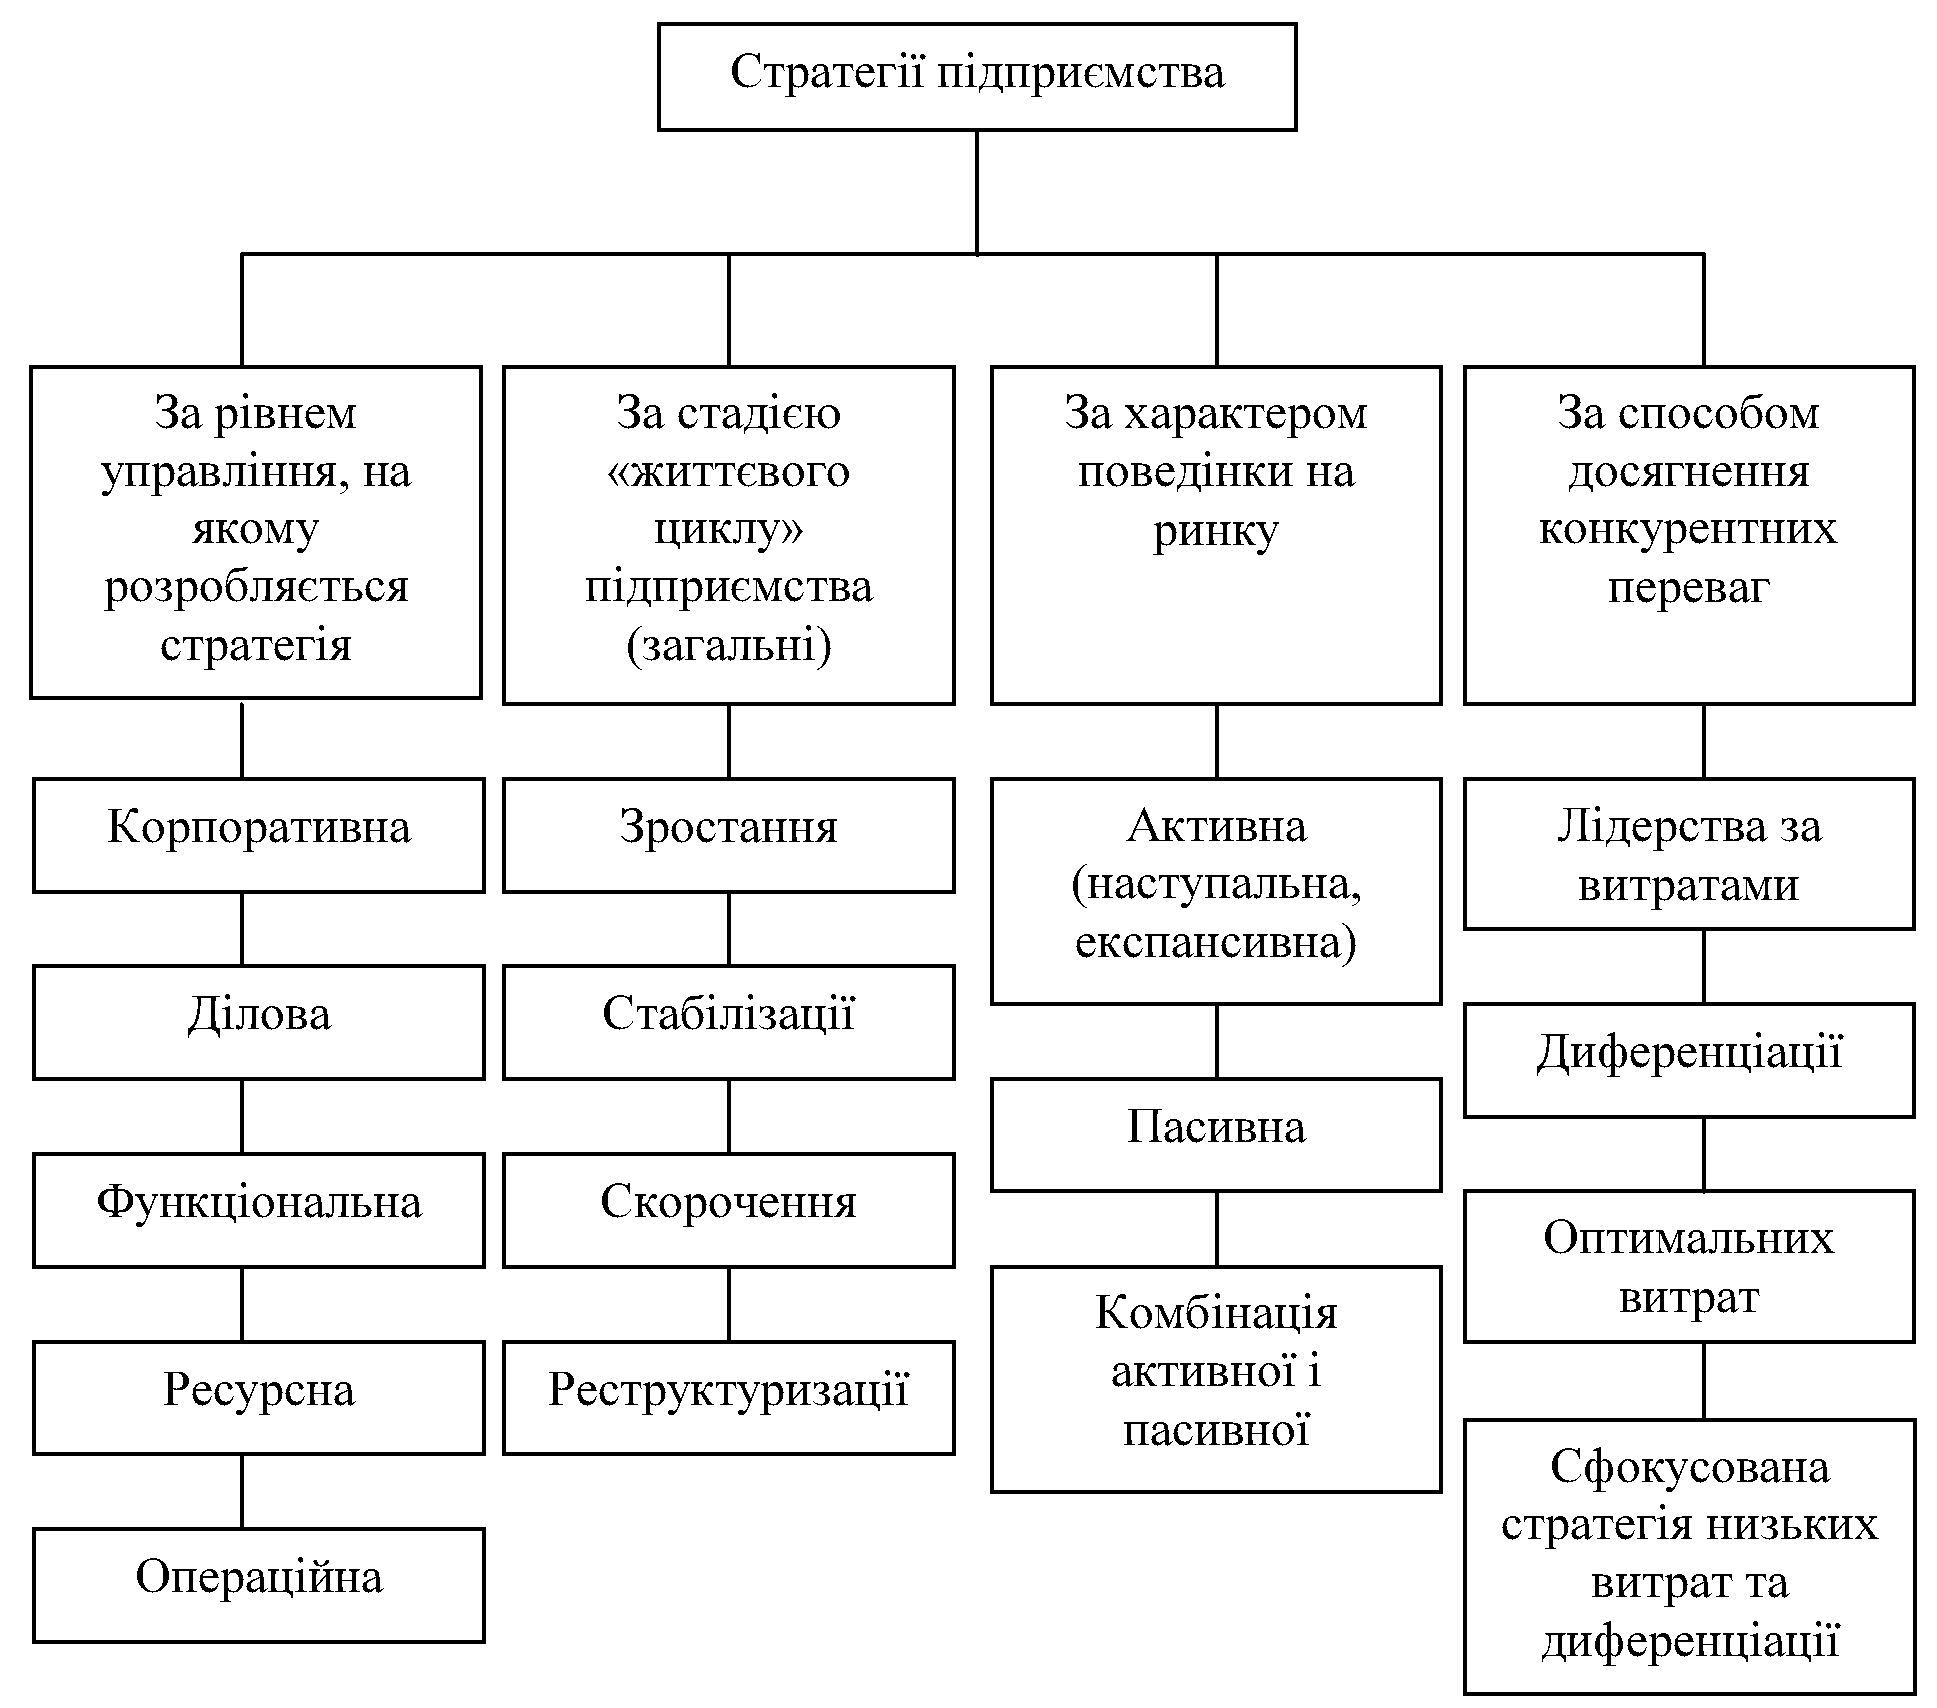 Стратегії підприємства
За рівнем
управління, на
якому
розробляється
стратегія
Корпоративна
Ділова
Функціональна
Ресурсна
Операційна
За стадією
«життєвого
циклу»
підприємства
(загальні)
Зростання
Стабілізації
Скорочення
Реструктуризації
За характером
поведінки на
ринку
Активна
(наступальна,
експансивна)
Пасивна
Комбінація
активної і
пасивної
За способом
досягнення
конкурентних
переваг
Лідерства за
витратами
Диференціації
Оптимальних
витрат
Сфокусована
стратегія низьких
витрат та
диференціації